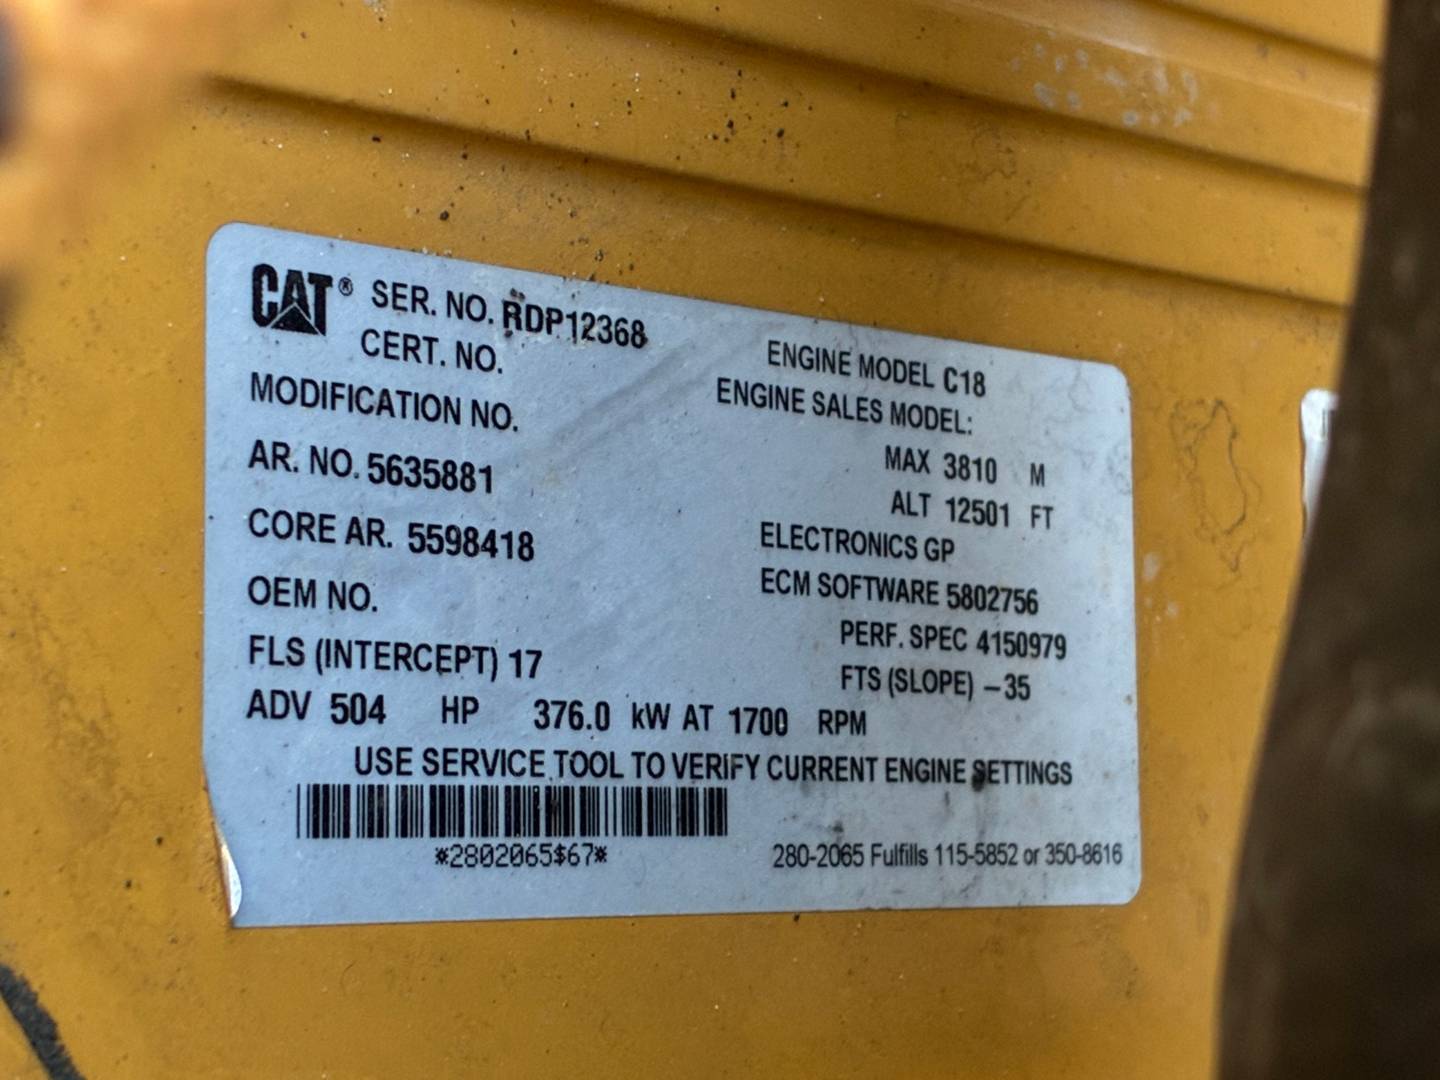 CAT® SER. NO. RDP12368
CERT. NO.
MODIFICATION NO.
AR. NO. 5635881
CORE AR. 5598418
OEM NO.
FLS (INTERCEPT) 17
ENGINE MODEL C18
ENGINE SALES MODEL:
MAX 3810 M
ALT 12501 FT
ELECTRONICS GP
ECM SOFTWARE 5802756
PERF. SPEC 4150979
FTS (SLOPE) –35
ADV 504 HP 376.0 kW AT 1700 RPM
USE SERVICE TOOL TO VERIFY CURRENT ENGINE SETTINGS
*2802065$67*
280-2065 Fulfills 115-5852 or 350-8616